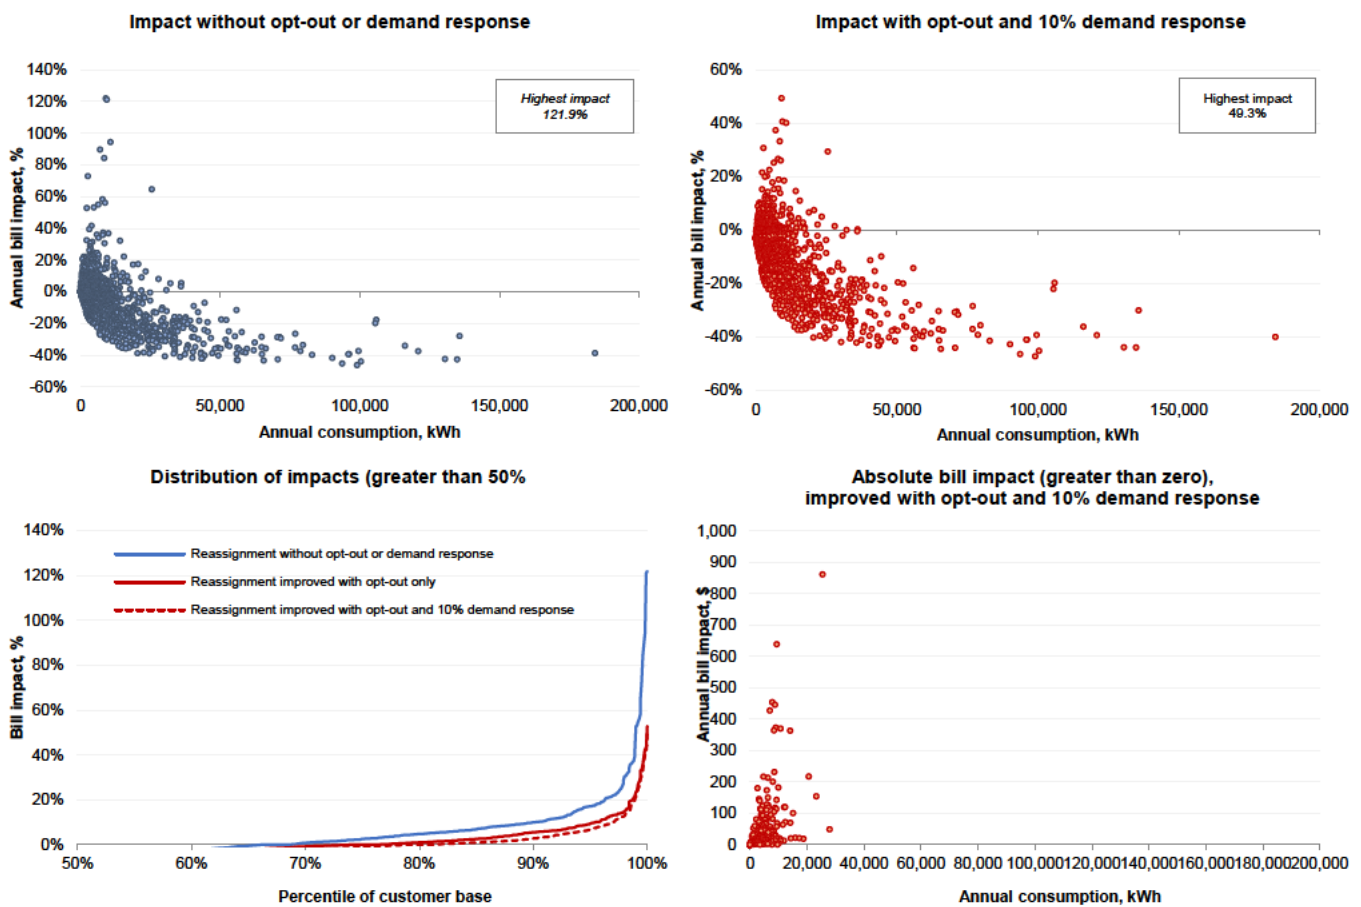 Impact without opt-out or demand response
140%
120%
100%
80%
60%
40%
20%
0%
-20%
-40%
-60%
Annual bill impact, %
Highest impact
121.9%
0 50,000 100,000 150,000 200,000
Annual consumption, kWh
Impact with opt-out and 10% demand response
60%
40%
20%
0%
-20%
-40%
-60%
Annual bill impact, %
Highest impact
49.3%
0 50,000 100,000 150,000 200,000
Annual consumption, kWh
Distribution of impacts (greater than 50%
140%
120%
100%
80%
60%
40%
20%
0%
Bill impact, %
Reassignment without opt-out or demand response
Reassignment improved with opt-out only
Reassignment improved with opt-out and 10% demand response
50% 60% 70% 80% 90% 100%
Percentile of customer base
Absolute bill impact (greater than zero),
improved with opt-out and 10% demand response
1,000
900
800
700
600
500
400
300
200
100
0
Annual bill impact, $
0 20,000 40,000 60,000 80,000 100,000 120,000 140,000 160,000 180,000 200,000
Annual consumption, kWh